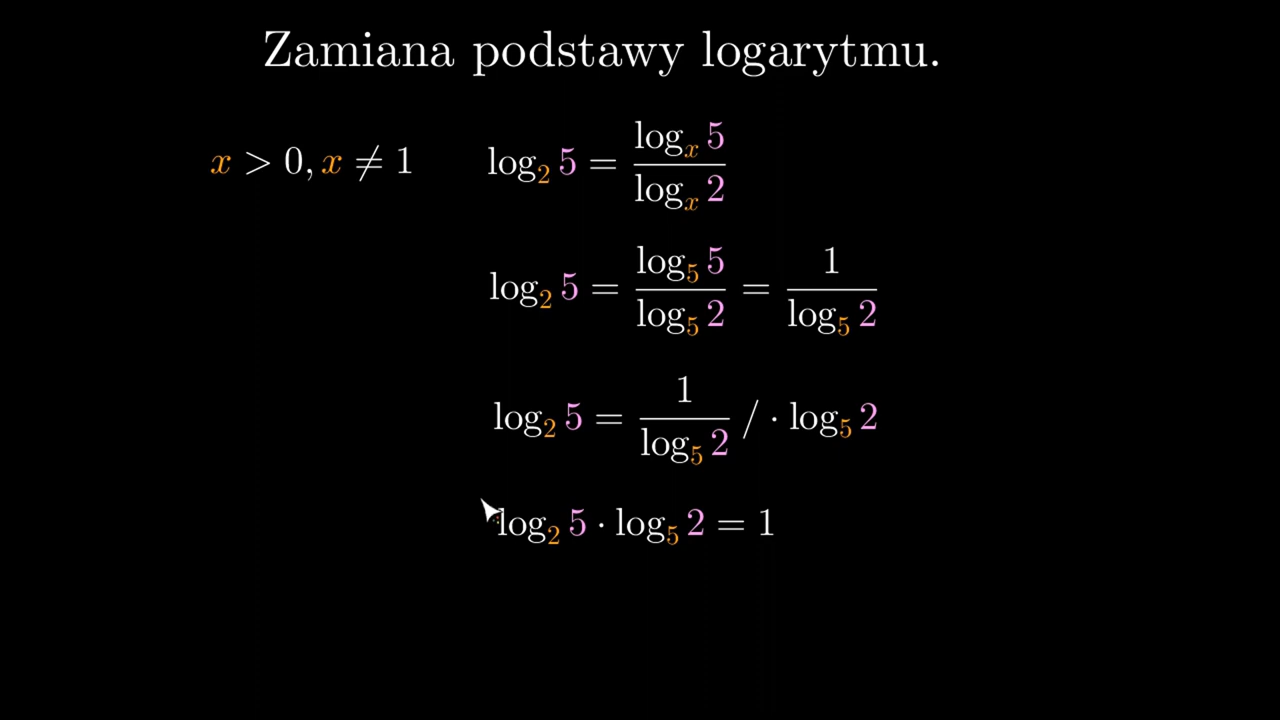 Zamiana podstawy logarytmu.
x > 0, x ≠ 1    log₂ 5 = logₓ 5 / logₓ 2
log₂ 5 = log₅ 5 / log₅ 2 = 1 / log₅ 2
log₂ 5 = 1 / log₅ 2 / · log₅ 2
log₂ 5 · log₅ 2 = 1